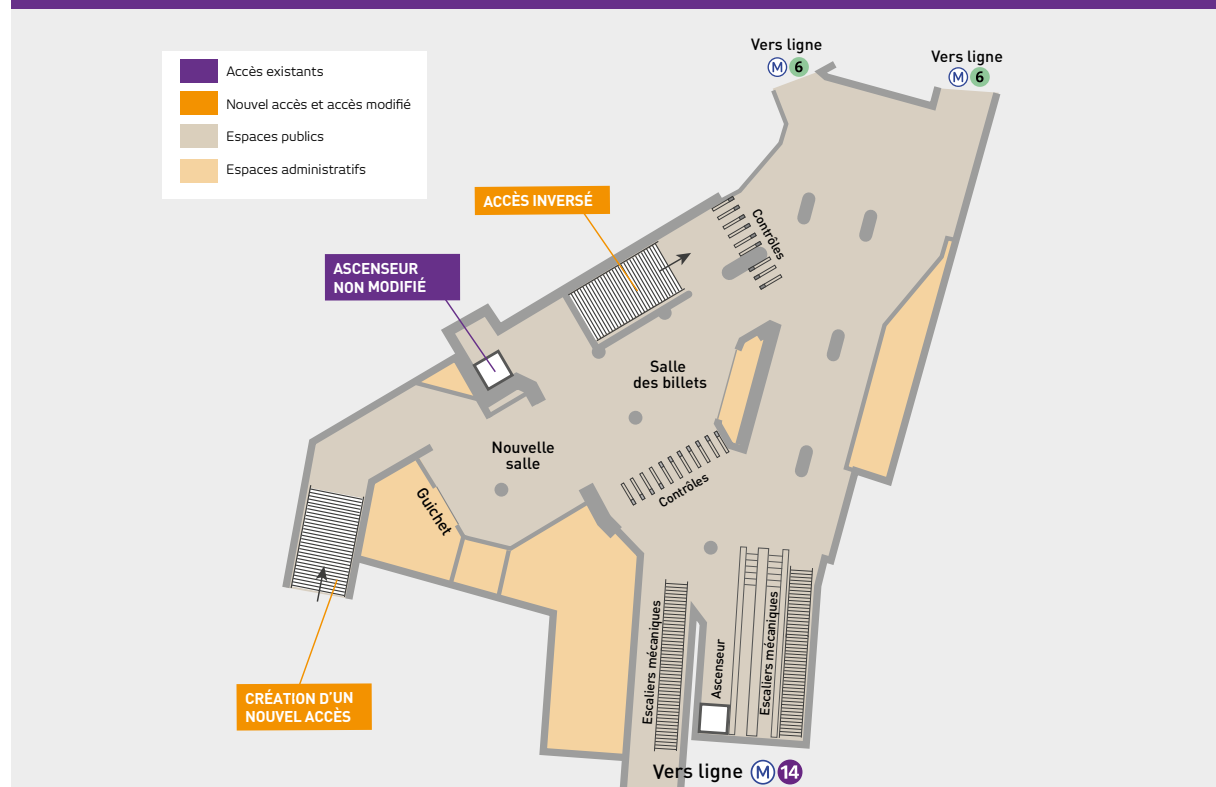 Accès existants
Nouvel accès et accès modifié
Espaces publics
Espaces administratifs
Vers ligne
M 6
Vers ligne
M 6
ACCÈS INVERSÉ
Contrôles
ASCENSEUR
NON MODIFIÉ
Salle
des billets
Nouvelle
salle
Contrôles
Guichet
Escaliers mécaniques
Ascenseur
Escaliers mécaniques
CRÉATION D'UN
NOUVEL ACCÈS
Vers ligne M 14